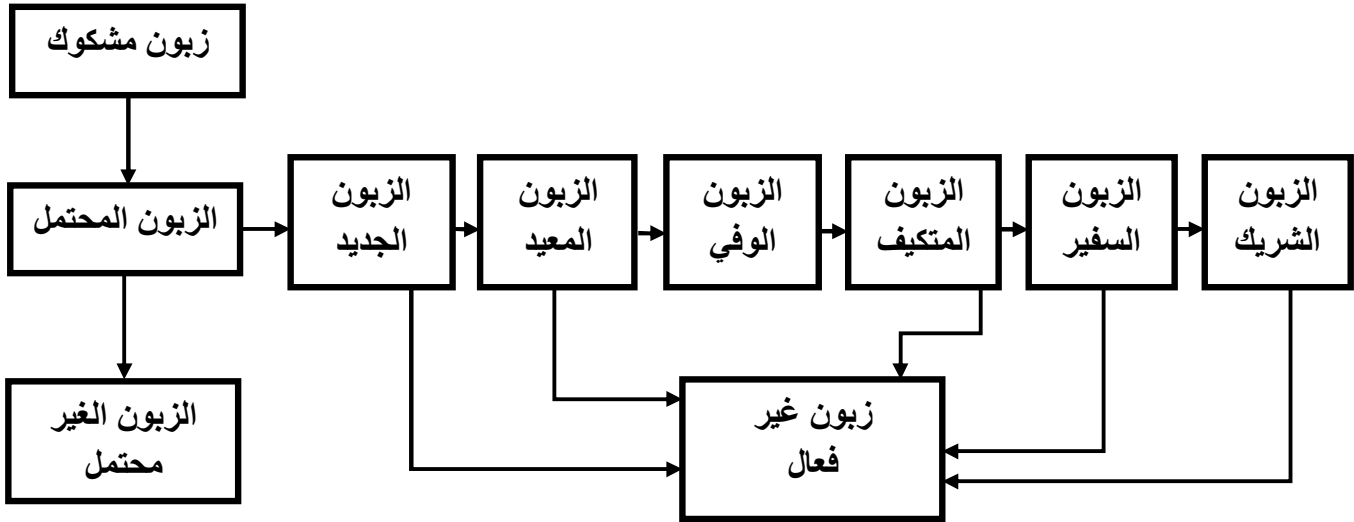 زبون مشكوك
الزبون المحتمل
الزبون
الجديد
الزبون
المعيد
الزبون
الوفي
الزبون
المتكيف
الزبون
السفير
الزبون
الشريك
الزبون الغير
محتمل
زبون غير
فعال